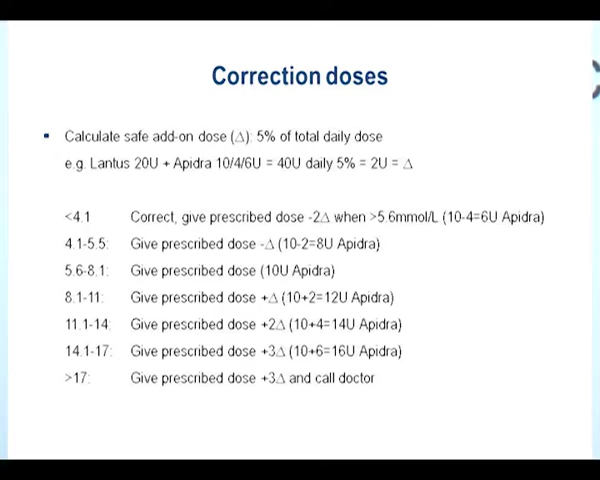 Correction doses
▪ Calculate safe add-on dose (Δ): 5% of total daily dose
e.g. Lantus 20U + Apidra 10/4/6U = 40U daily 5% = 2U = Δ
<4.1 Correct, give prescribed dose -2Δ when >5.6mmol/L (10-4=6U Apidra)
4.1-5.5: Give prescribed dose -Δ (10-2=8U Apidra)
5.6-8.1: Give prescribed dose (10U Apidra)
8.1-11: Give prescribed dose +Δ (10+2=12U Apidra)
11.1-14: Give prescribed dose +2Δ (10+4=14U Apidra)
14.1-17: Give prescribed dose +3Δ (10+6=16U Apidra)
>17: Give prescribed dose +3Δ and call doctor